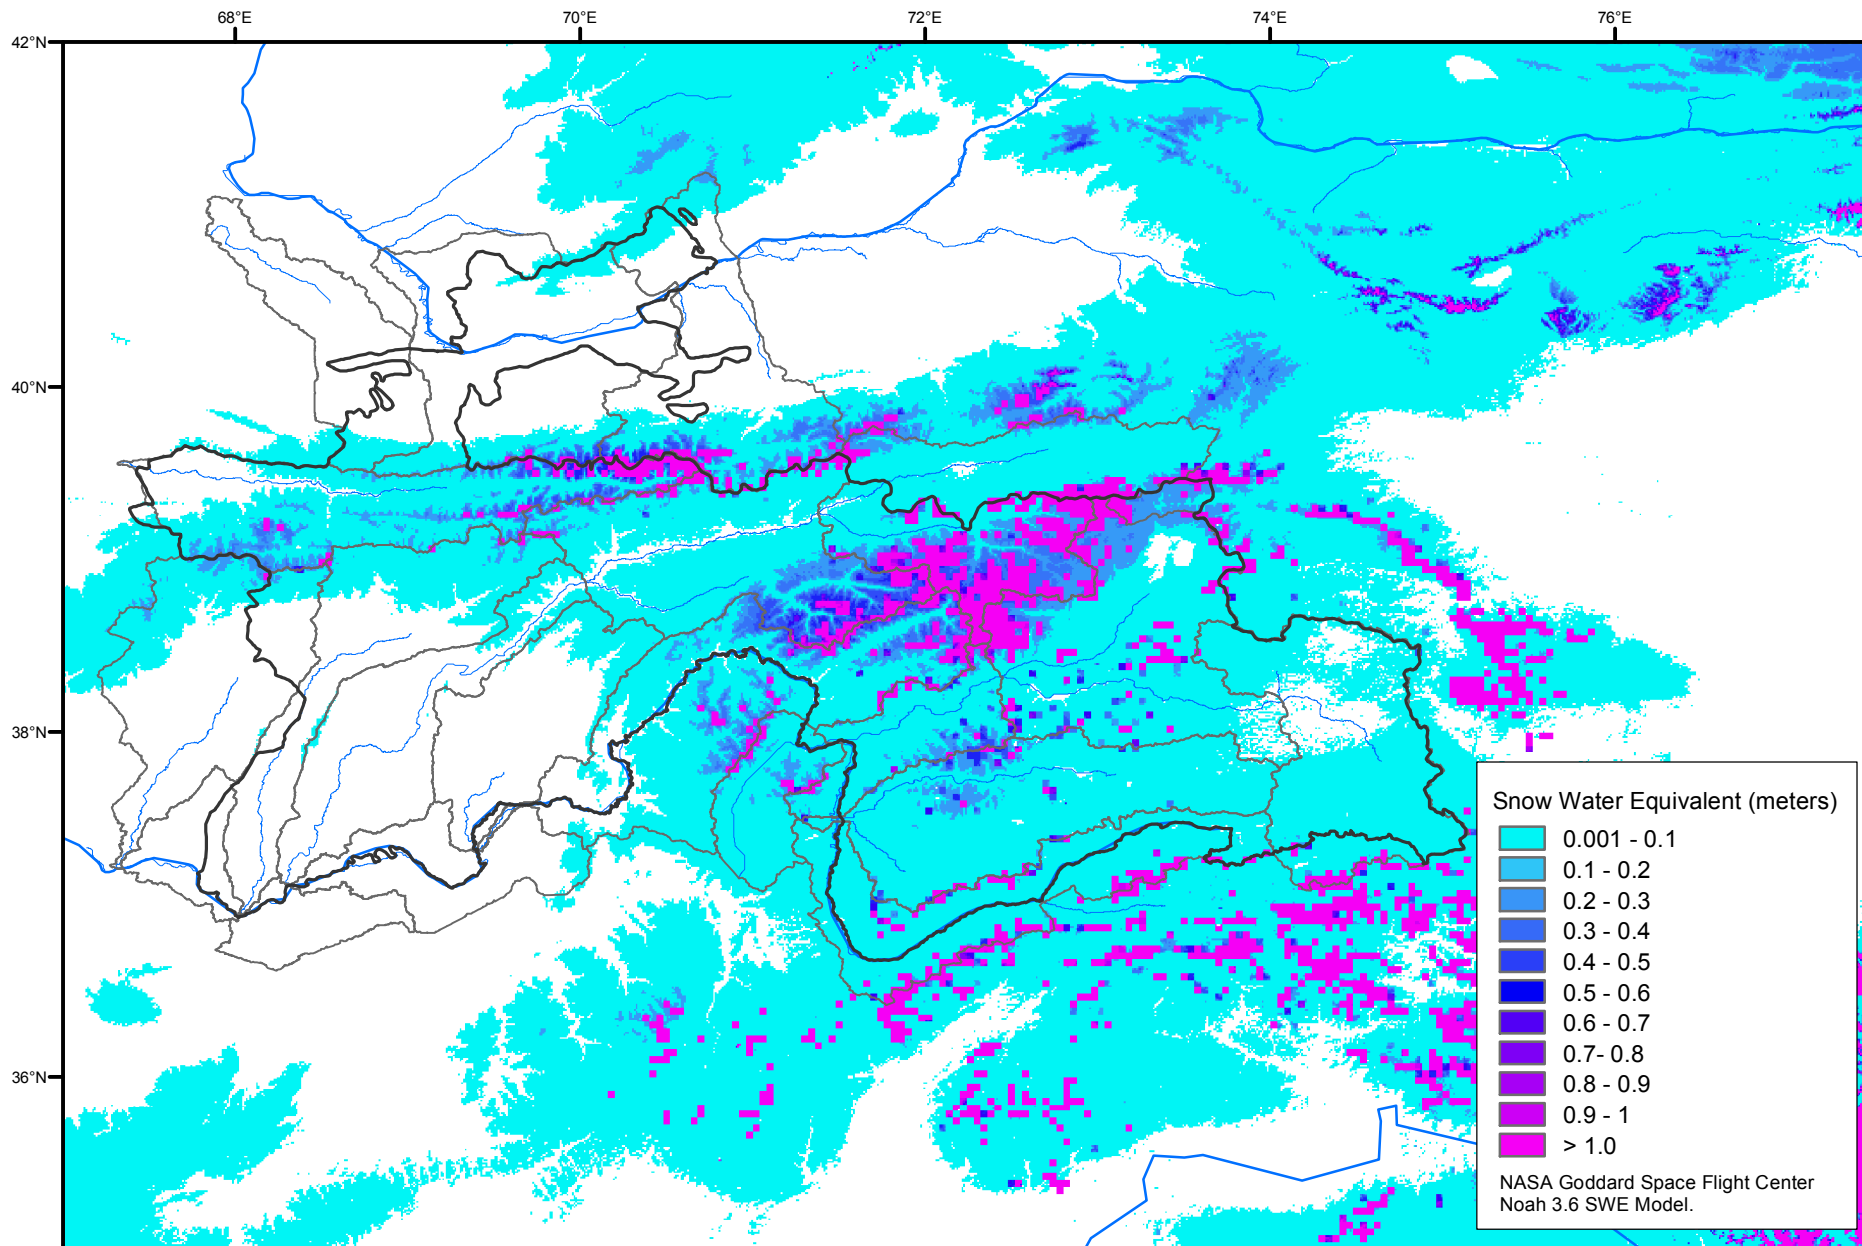 68°E 70°E 72°E 74°E 76°E
42°N
40°N
38°N
36°N
Snow Water Equivalent (meters)
0.001 - 0.1
0.1 - 0.2
0.2 - 0.3
0.3 - 0.4
0.4 - 0.5
0.5 - 0.6
0.6 - 0.7
0.7- 0.8
0.8 - 0.9
0.9 - 1
> 1.0
NASA Goddard Space Flight Center
Noah 3.6 SWE Model.